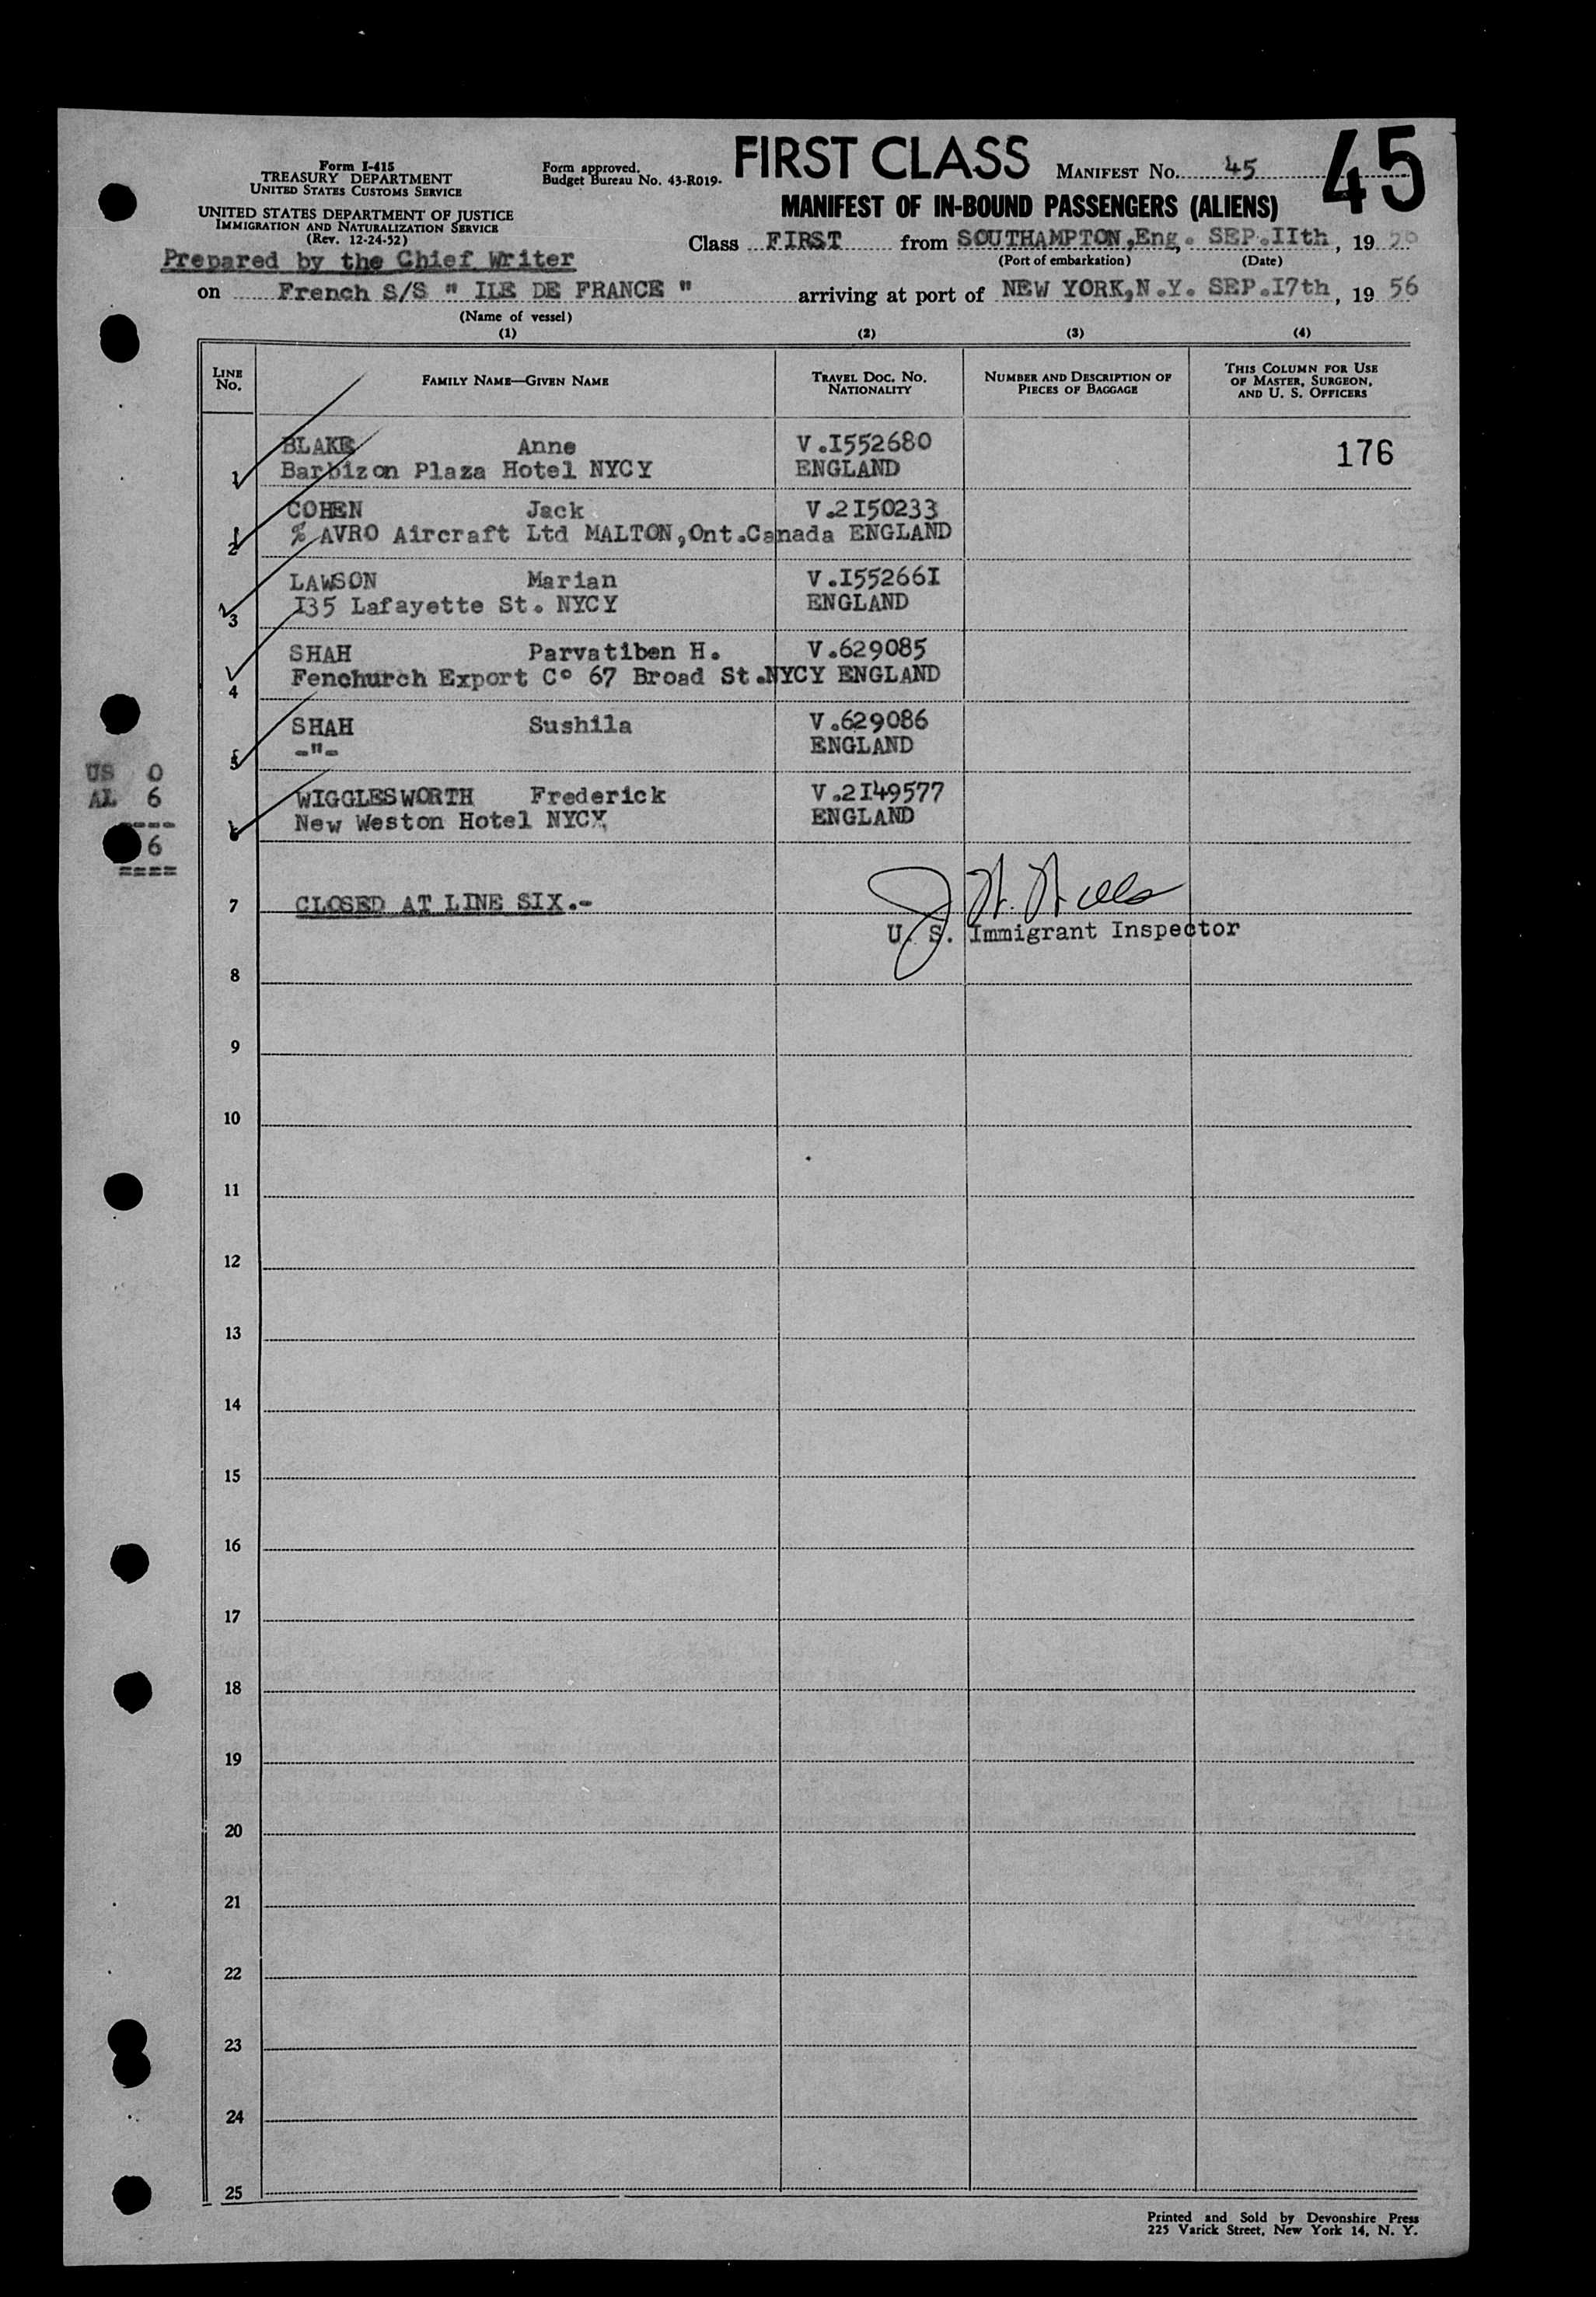 FIRST CLASS
45
Form I-415
TREASURY DEPARTMENT
UNITED STATES CUSTOMS SERVICE
Form approved.
Budget Bureau No. 43-R019-
MANIFEST NO. 45
UNITED STATES DEPARTMENT OF JUSTICE
IMMIGRATION AND NATURALIZATION SERVICE
(Rev. 12-24-52)
MANIFEST OF IN-BOUND PASSENGERS (ALIENS)
Prepared by the Chief Writer
Class FIRST from SOUTHAMPTON,Eng. SEP.IIth, 19 56
(Port of embarkation) (Date)
on French S/S " ILE DE FRANCE " arriving at port of NEW YORK,N.Y. SEP.I7th, 19 56
(Name of vessel)
(1) (2) (3) (4)
LINE NO.
FAMILY NAME—GIVEN NAME
TRAVEL DOC. NO.
NATIONALITY
NUMBER AND DESCRIPTION OF
PIECES OF BAGGAGE
THIS COLUMN FOR USE
OF MASTER, SURGEON,
AND U. S. OFFICERS
BLAKE Anne V.I552680 176
1 Barbizon Plaza Hotel NYCY ENGLAND
COHEN Jack V.2I50233
2 % AVRO Aircraft Ltd MALTON,Ont.Canada ENGLAND
LAWSON Marian V.I55266I
3 I35 Lafayette St. NYCY ENGLAND
SHAH Parvatiben H. V.629085
4 Fenchurch Export C° 67 Broad St.NYCY ENGLAND
SHAH Sushila V.629086
5 -"- ENGLAND
US 0
AL 6
----
6
====
WIGGLESWORTH Frederick V.2I49577
6 New Weston Hotel NYCY ENGLAND
7 CLOSED AT LINE SIX.-
U. S. Immigrant Inspector
8
9
10
11
12
13
14
15
16
17
18
19
20
21
22
23
24
25
Printed and Sold by Devonshire Press
225 Varick Street, New York 14, N. Y.